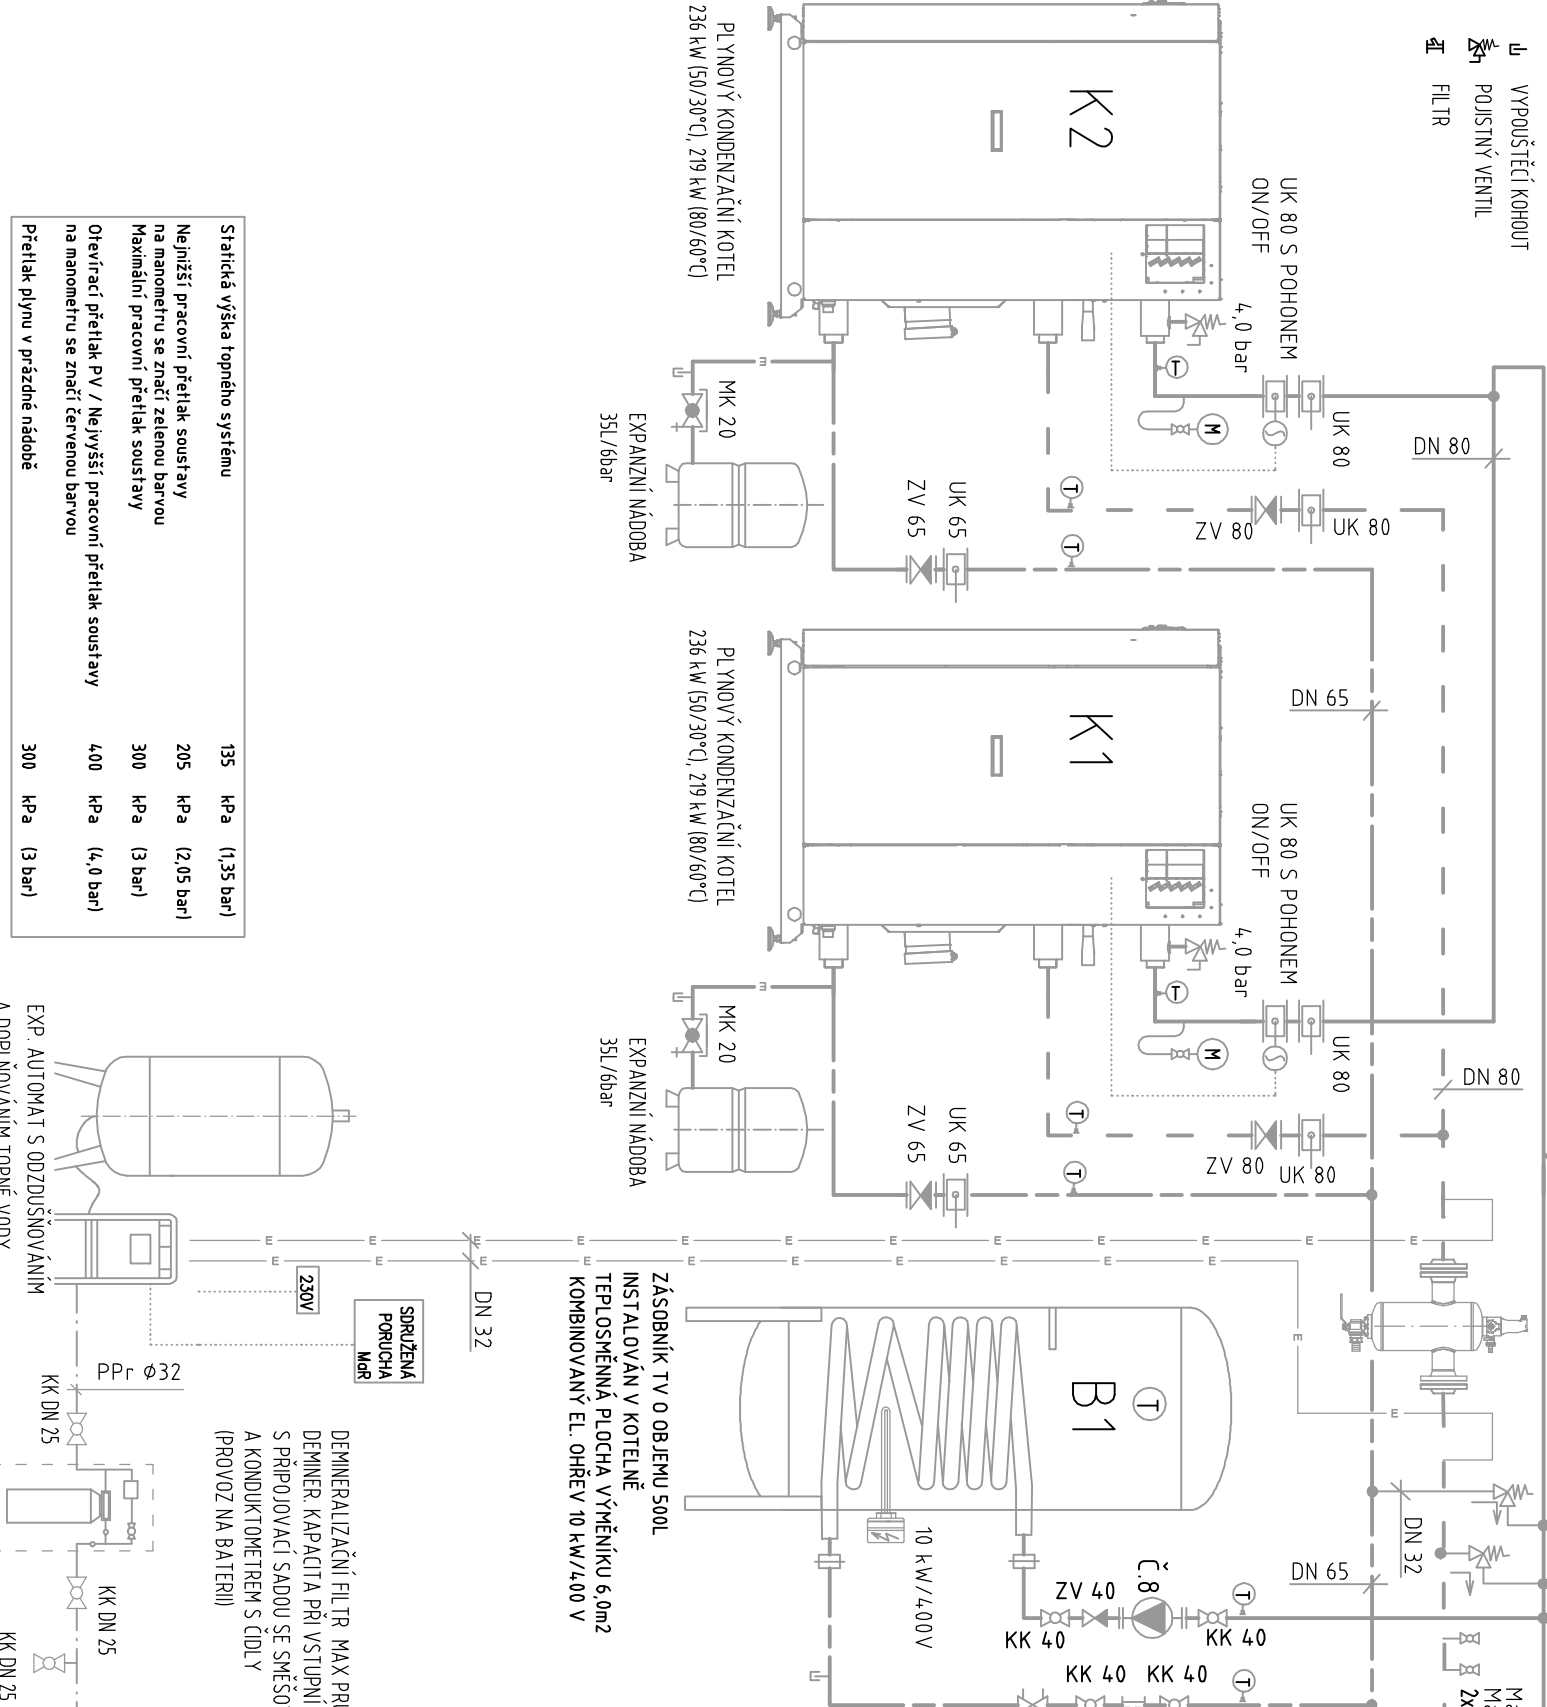 VYPOUŠTĚCÍ KOHOUT
POJISTNÝ VENTIL
FILTR
K2
PLYNOVÝ KONDENZAČNÍ KOTEL
236 kW (50/30°C), 219 kW (80/60°C)
UK 80 S POHONEM
ON/OFF
4,0 bar
T
M
UK 80
DN 80
MK 20
EXPANZNÍ NÁDOBA
35L/6bar
E
ZV 65
UK 65
T
T
ZV 80
UK 80
K1
PLYNOVÝ KONDENZAČNÍ KOTEL
236 kW (50/30°C), 219 kW (80/60°C)
DN 65
UK 80 S POHONEM
ON/OFF
4,0 bar
T
M
UK 80
DN 80
MK 20
EXPANZNÍ NÁDOBA
35L/6bar
E
ZV 65
UK 65
T
T
ZV 80
UK 80
Statická výška topného systému 135 kPa (1,35 bar)
Nejnižší pracovní přetlak soustavy 205 kPa (2,05 bar)
na manometru se značí zelenou barvou
Maximální pracovní přetlak soustavy 300 kPa (3 bar)
Otevírací přetlak PV / Nejvyšší pracovní přetlak soustavy 400 kPa (4,0 bar)
na manometru se značí červenou barvou
Přetlak plynu v prázdné nádobě 300 kPa (3 bar)
EXP. AUTOMAT S ODZDUŠŇOVÁNÍM
A DOPLŇOVÁNÍM TOPNÉ VODY
E E E E E E E E E E E E
E E E E E E E E E E
E
E
DN 32
230V
SDRUŽENÁ
PORUCHA
MaR
PPr Ø32
KK DN 25
KK DN 25
KK DN 25
DEMINERALIZAČNÍ FILTR MAX
DEMINER. KAPACITA PŘI VSTUPNÍ
S PŘIPOJOVACÍ SADOU SE
A KONDUKTOMETREM S ČIDLY
(PROVOZ NA BATERII)
ZÁSOBNÍK TV O OBJEMU 500L
INSTALOVÁN V KOTELNĚ
TEPLOSMĚNNÁ PLOCHA VÝMĚNÍKU 6,0m2
KOMBINOVANÝ EL. OHŘEV 10 kW/400 V
B1
T
10 kW/400V
DN 32
DN 65
Č.8
ZV 40
KK 40
KK 40
T
KK 40
KK 40
T
2x